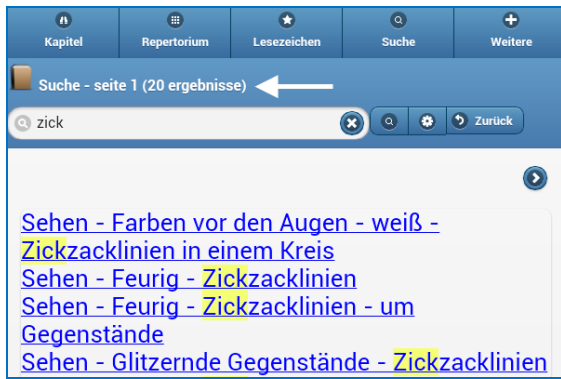 Kapitel Repertorium Lesezeichen Suche Weitere
Suche - seite 1 (20 ergebnisse)
zick Zurück
Sehen - Farben vor den Augen - weiß -
Zickzacklinien in einem Kreis
Sehen - Feurig - Zickzacklinien
Sehen - Feurig - Zickzacklinien - um
Gegenstände
Sehen - Glitzernde Gegenstände - Zickzacklinien